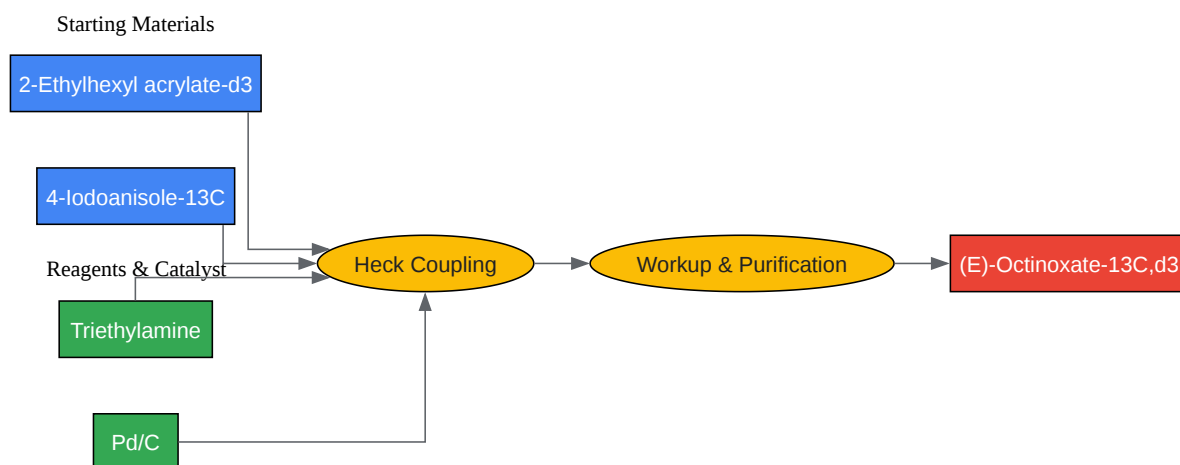 Starting Materials
2-Ethylhexyl acrylate-d3
4-Iodoanisole-13C
Reagents & Catalyst
Triethylamine
Pd/C
Heck Coupling
Workup & Purification
(E)-Octinoxate-13C,d3